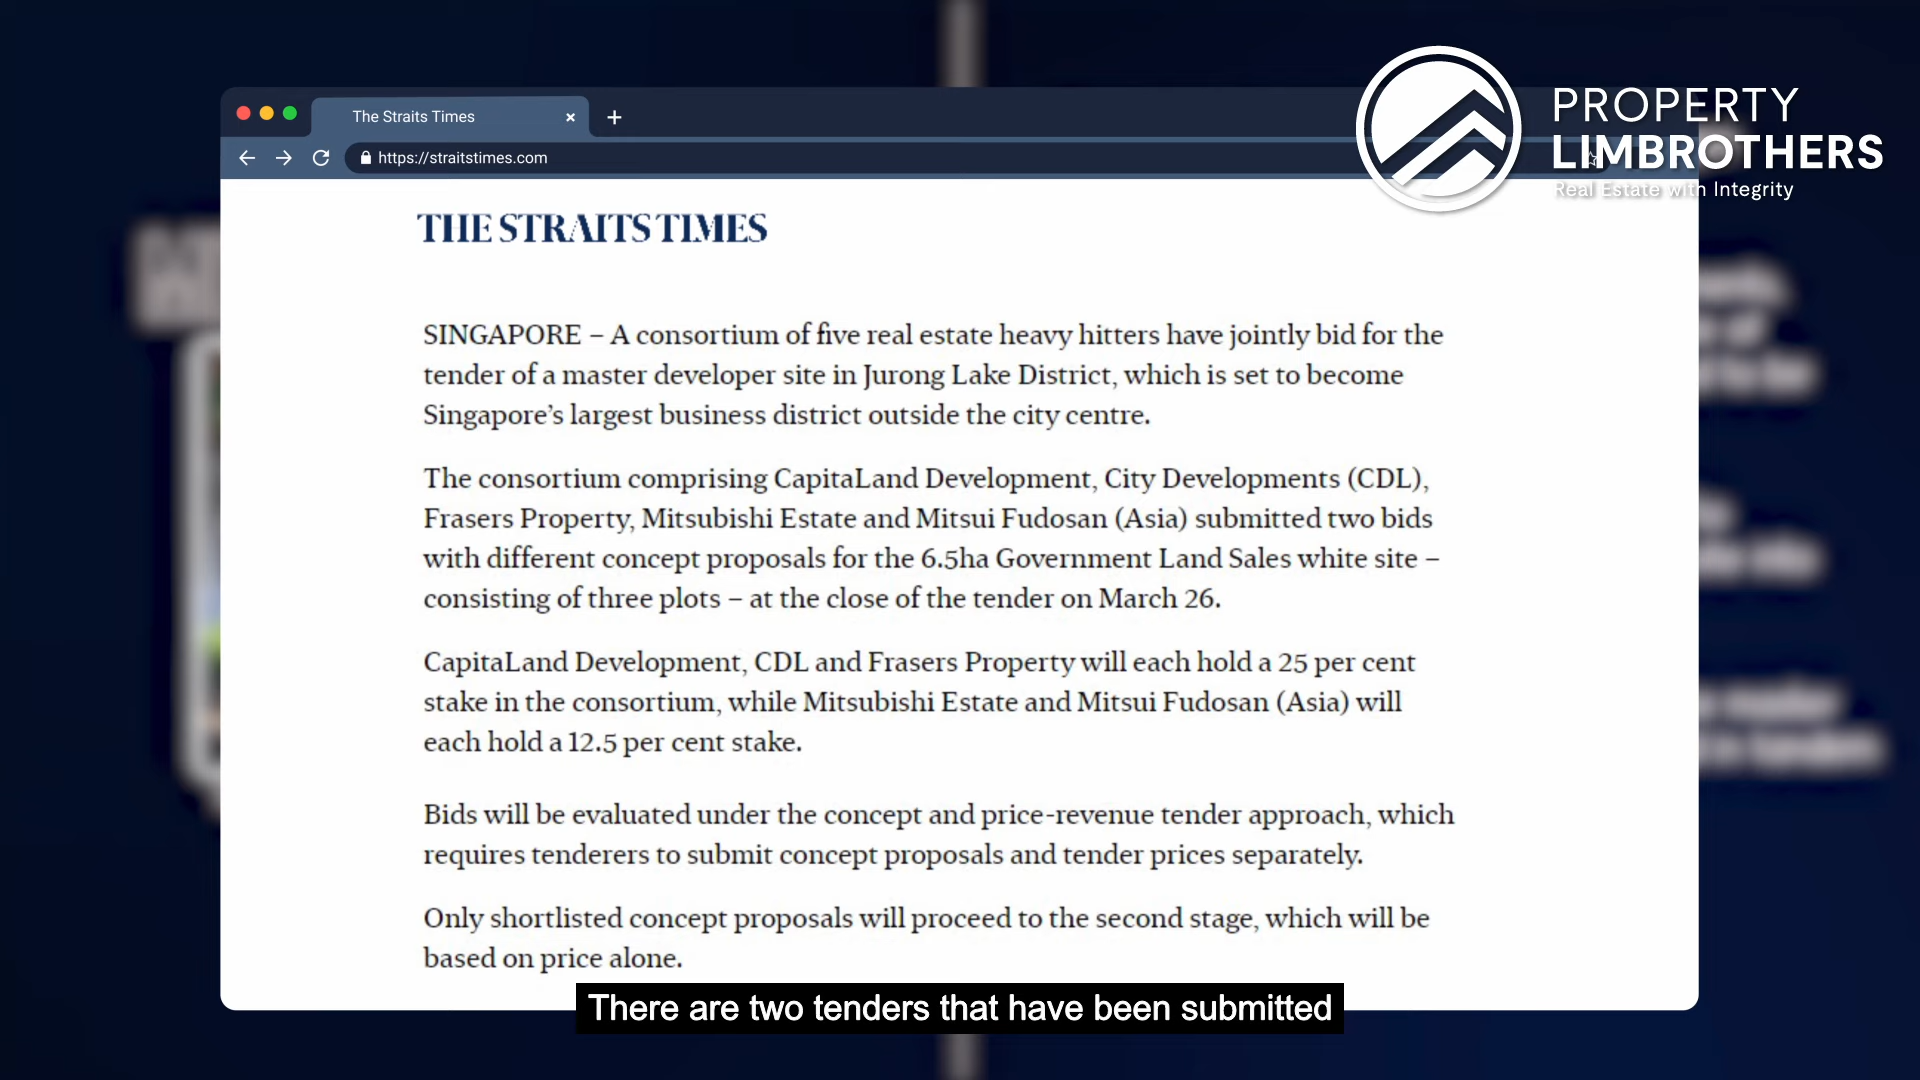 The Straits Times
https://straitstimes.com
PROPERTY
LIMBROTHERS
Real Estate with Integrity
THE STRAITS TIMES
SINGAPORE – A consortium of five real estate heavy hitters have jointly bid for the
tender of a master developer site in Jurong Lake District, which is set to become
Singapore’s largest business district outside the city centre.
The consortium comprising CapitaLand Development, City Developments (CDL),
Frasers Property, Mitsubishi Estate and Mitsui Fudosan (Asia) submitted two bids
with different concept proposals for the 6.5ha Government Land Sales white site –
consisting of three plots – at the close of the tender on March 26.
CapitaLand Development, CDL and Frasers Property will each hold a 25 per cent
stake in the consortium, while Mitsubishi Estate and Mitsui Fudosan (Asia) will
each hold a 12.5 per cent stake.
Bids will be evaluated under the concept and price-revenue tender approach, which
requires tenderers to submit concept proposals and tender prices separately.
Only shortlisted concept proposals will proceed to the second stage, which will be
based on price alone.
There are two tenders that have been submitted